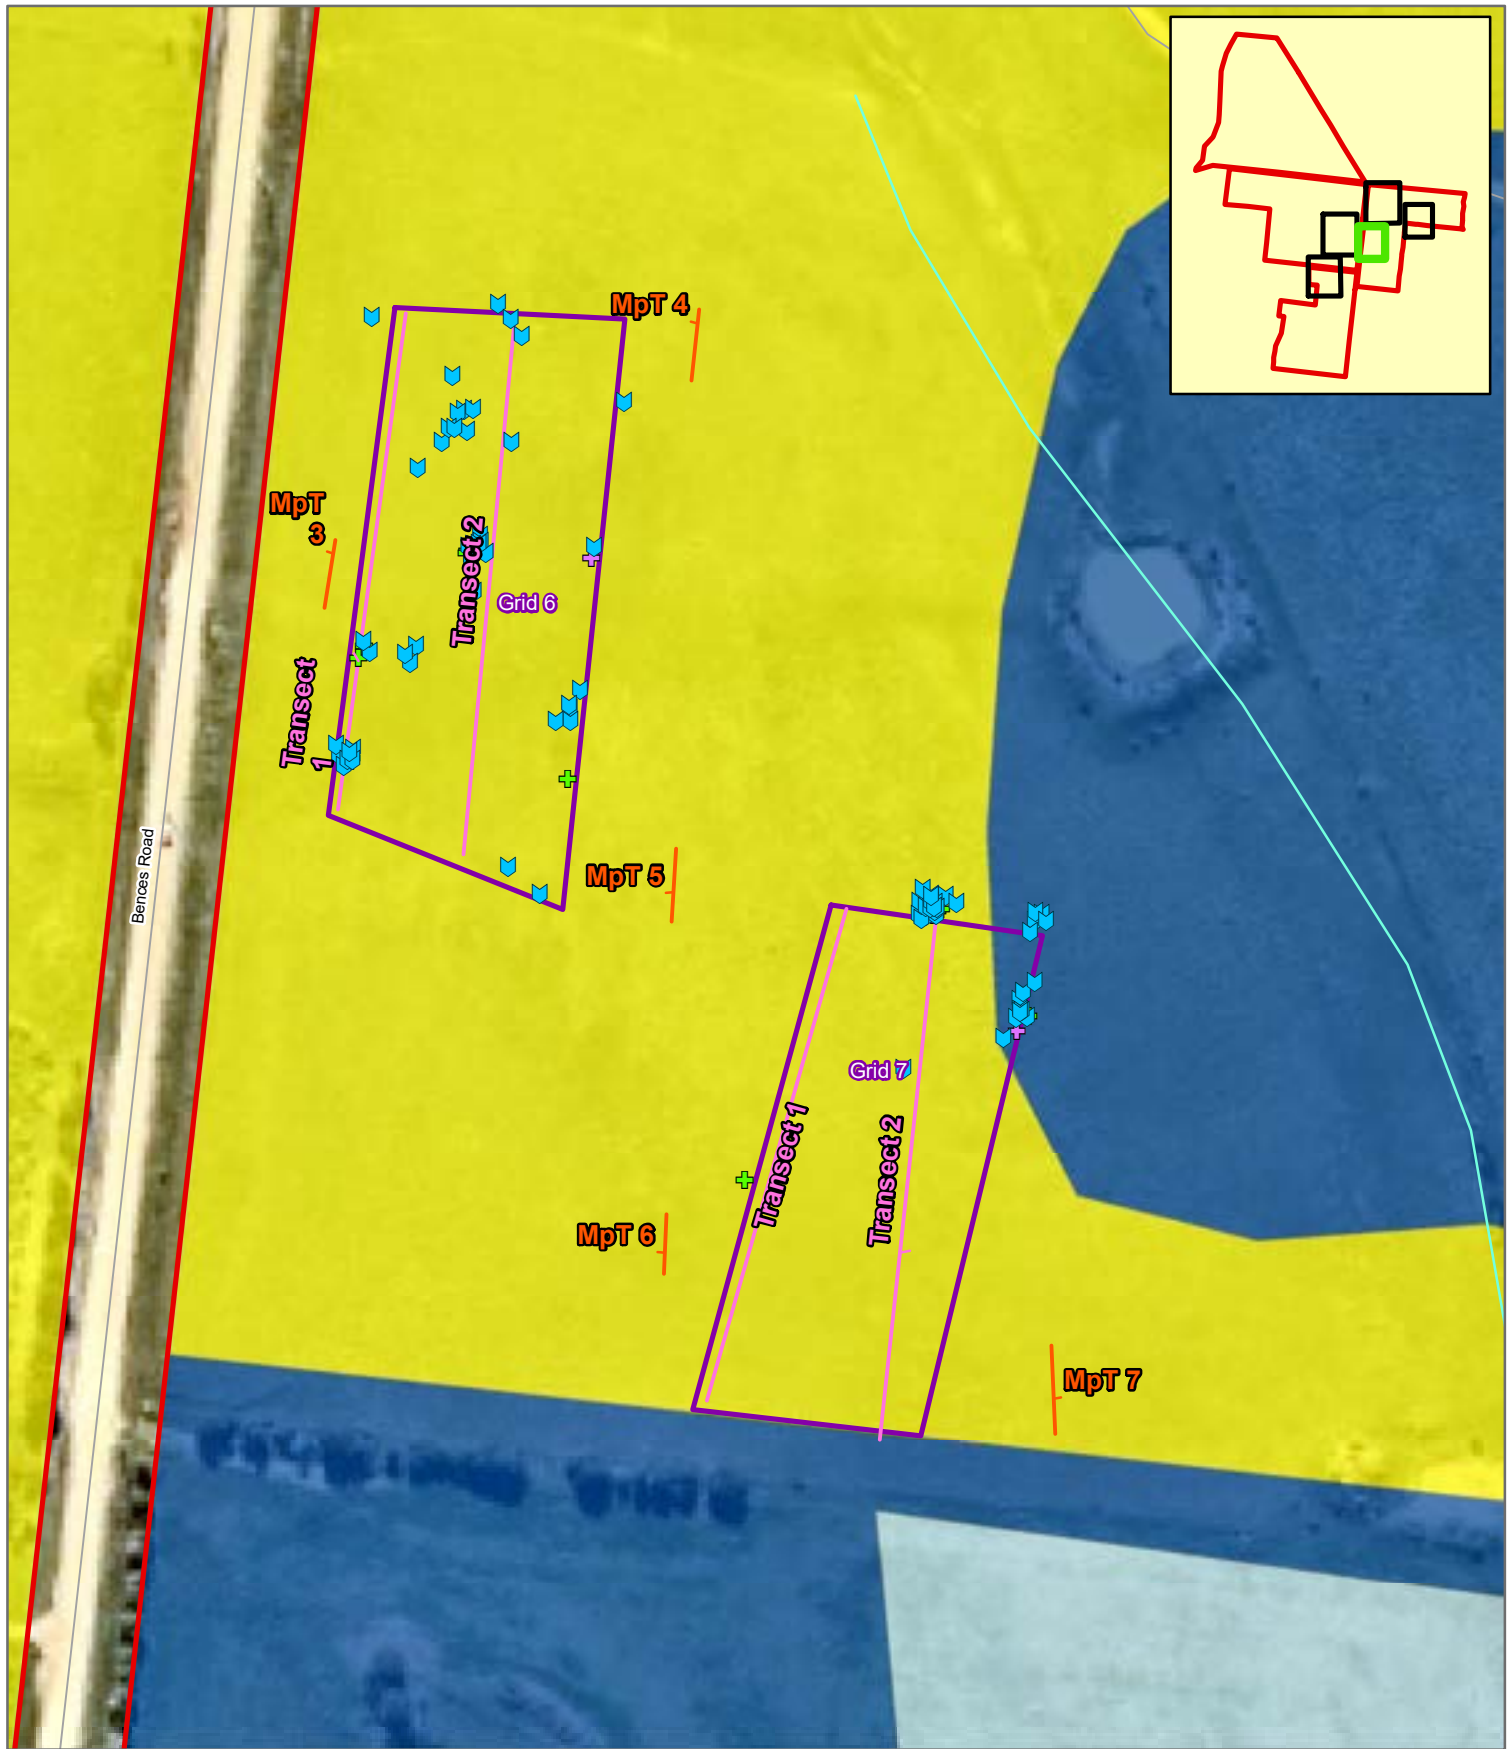 MpT 4
MpT
3
Transect 2
Grid 6
Transect
1
Bences Road
MpT 5
Grid 7
Transect 1
Transect 2
MpT 6
MpT 7